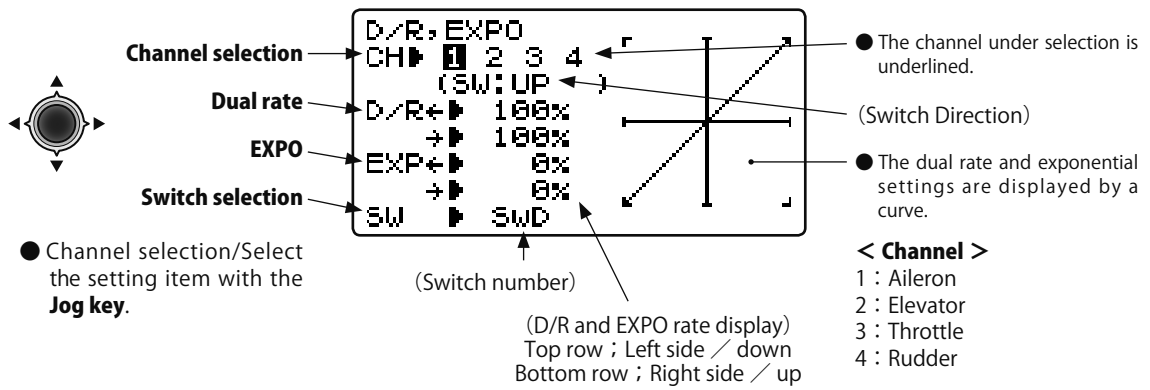 Channel selection
Dual rate
EXPO
Switch selection
D/R,EXPO
CH 1 2 3 4
(SW:UP )
D/R← 100%
→ 100%
EXP← 0%
→ 0%
SW SwD
● The channel under selection is
underlined.
(Switch Direction)
● The dual rate and exponential
settings are displayed by a
curve.
< Channel >
1:Aileron
2:Elevator
3:Throttle
4:Rudder
● Channel selection/Select
the setting item with the
Jog key.
(Switch number)
(D/R and EXPO rate display)
Top row ; Left side / down
Bottom row ; Right side / up